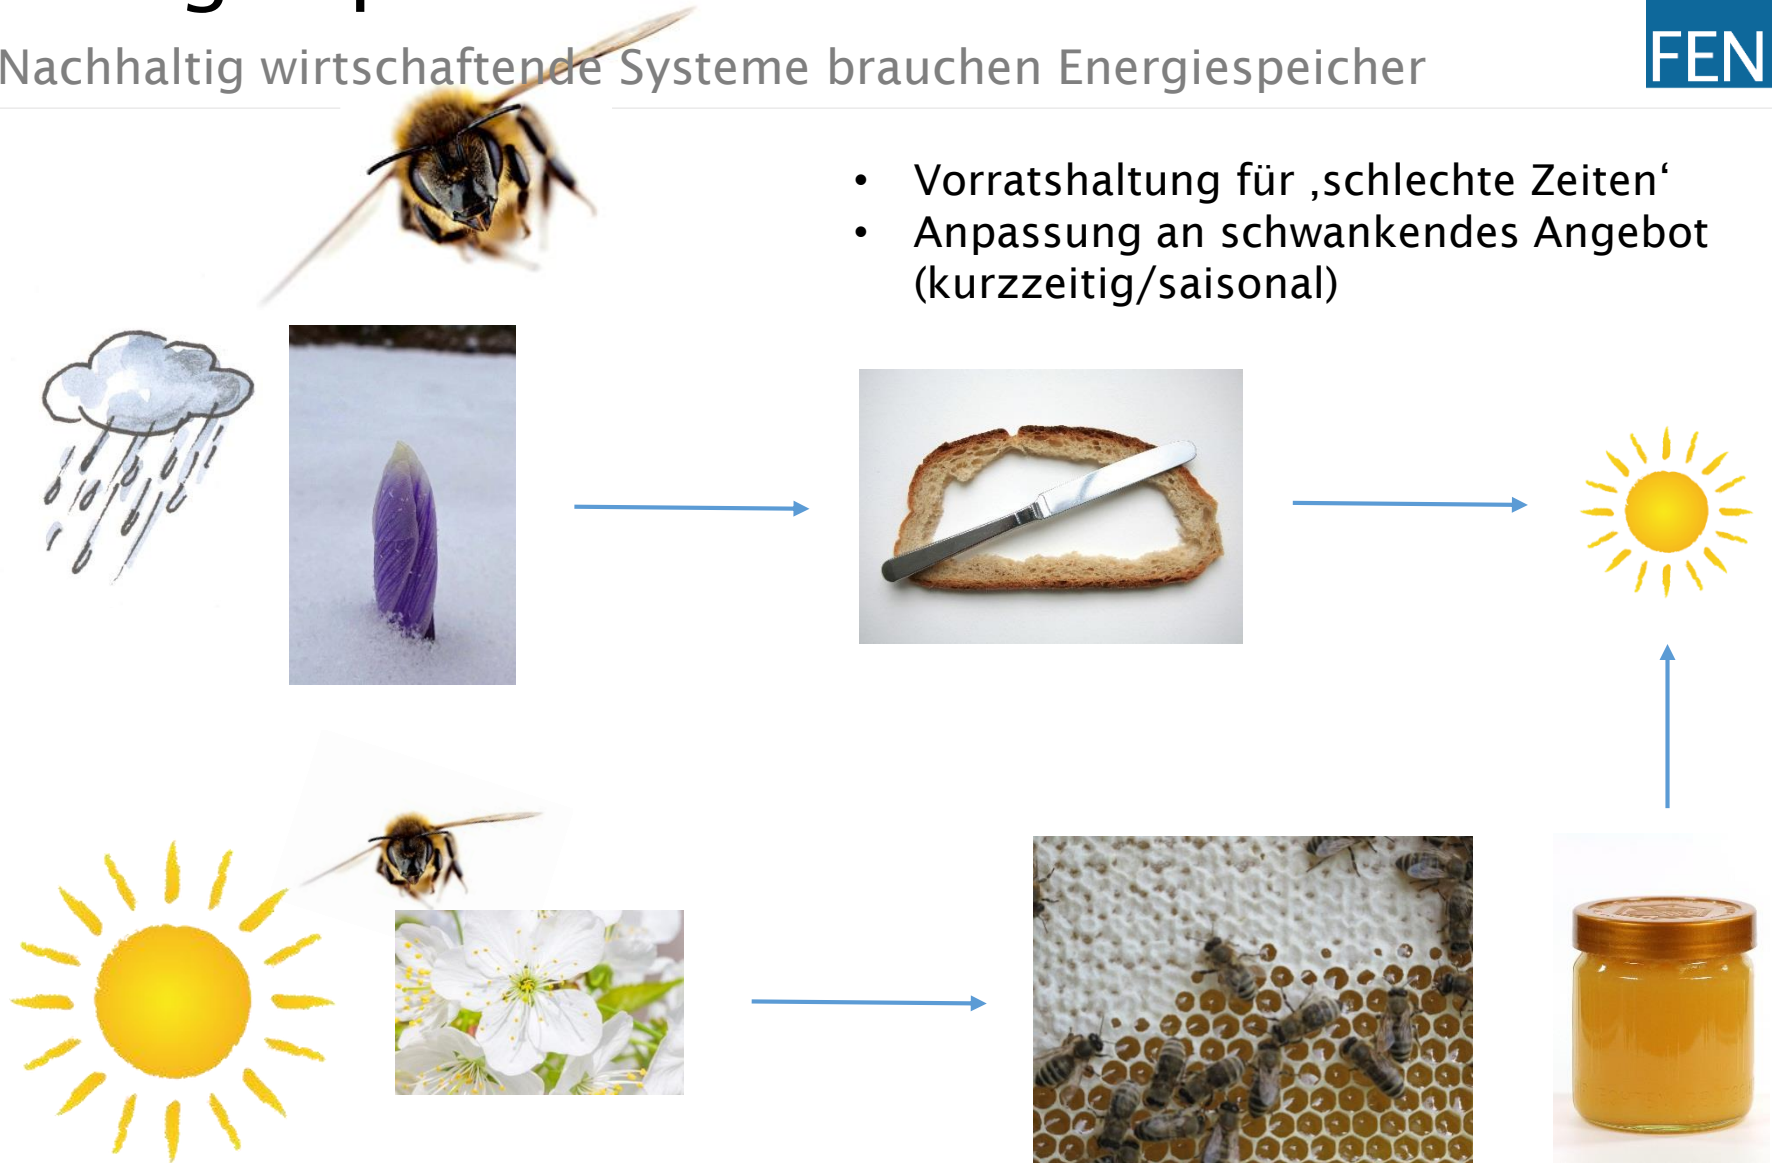 Nachhaltig wirtschaftende Systeme brauchen Energiespeicher
FEN
• Vorratshaltung für ‚schlechte Zeiten‘
• Anpassung an schwankendes Angebot
(kurzzeitig/saisonal)